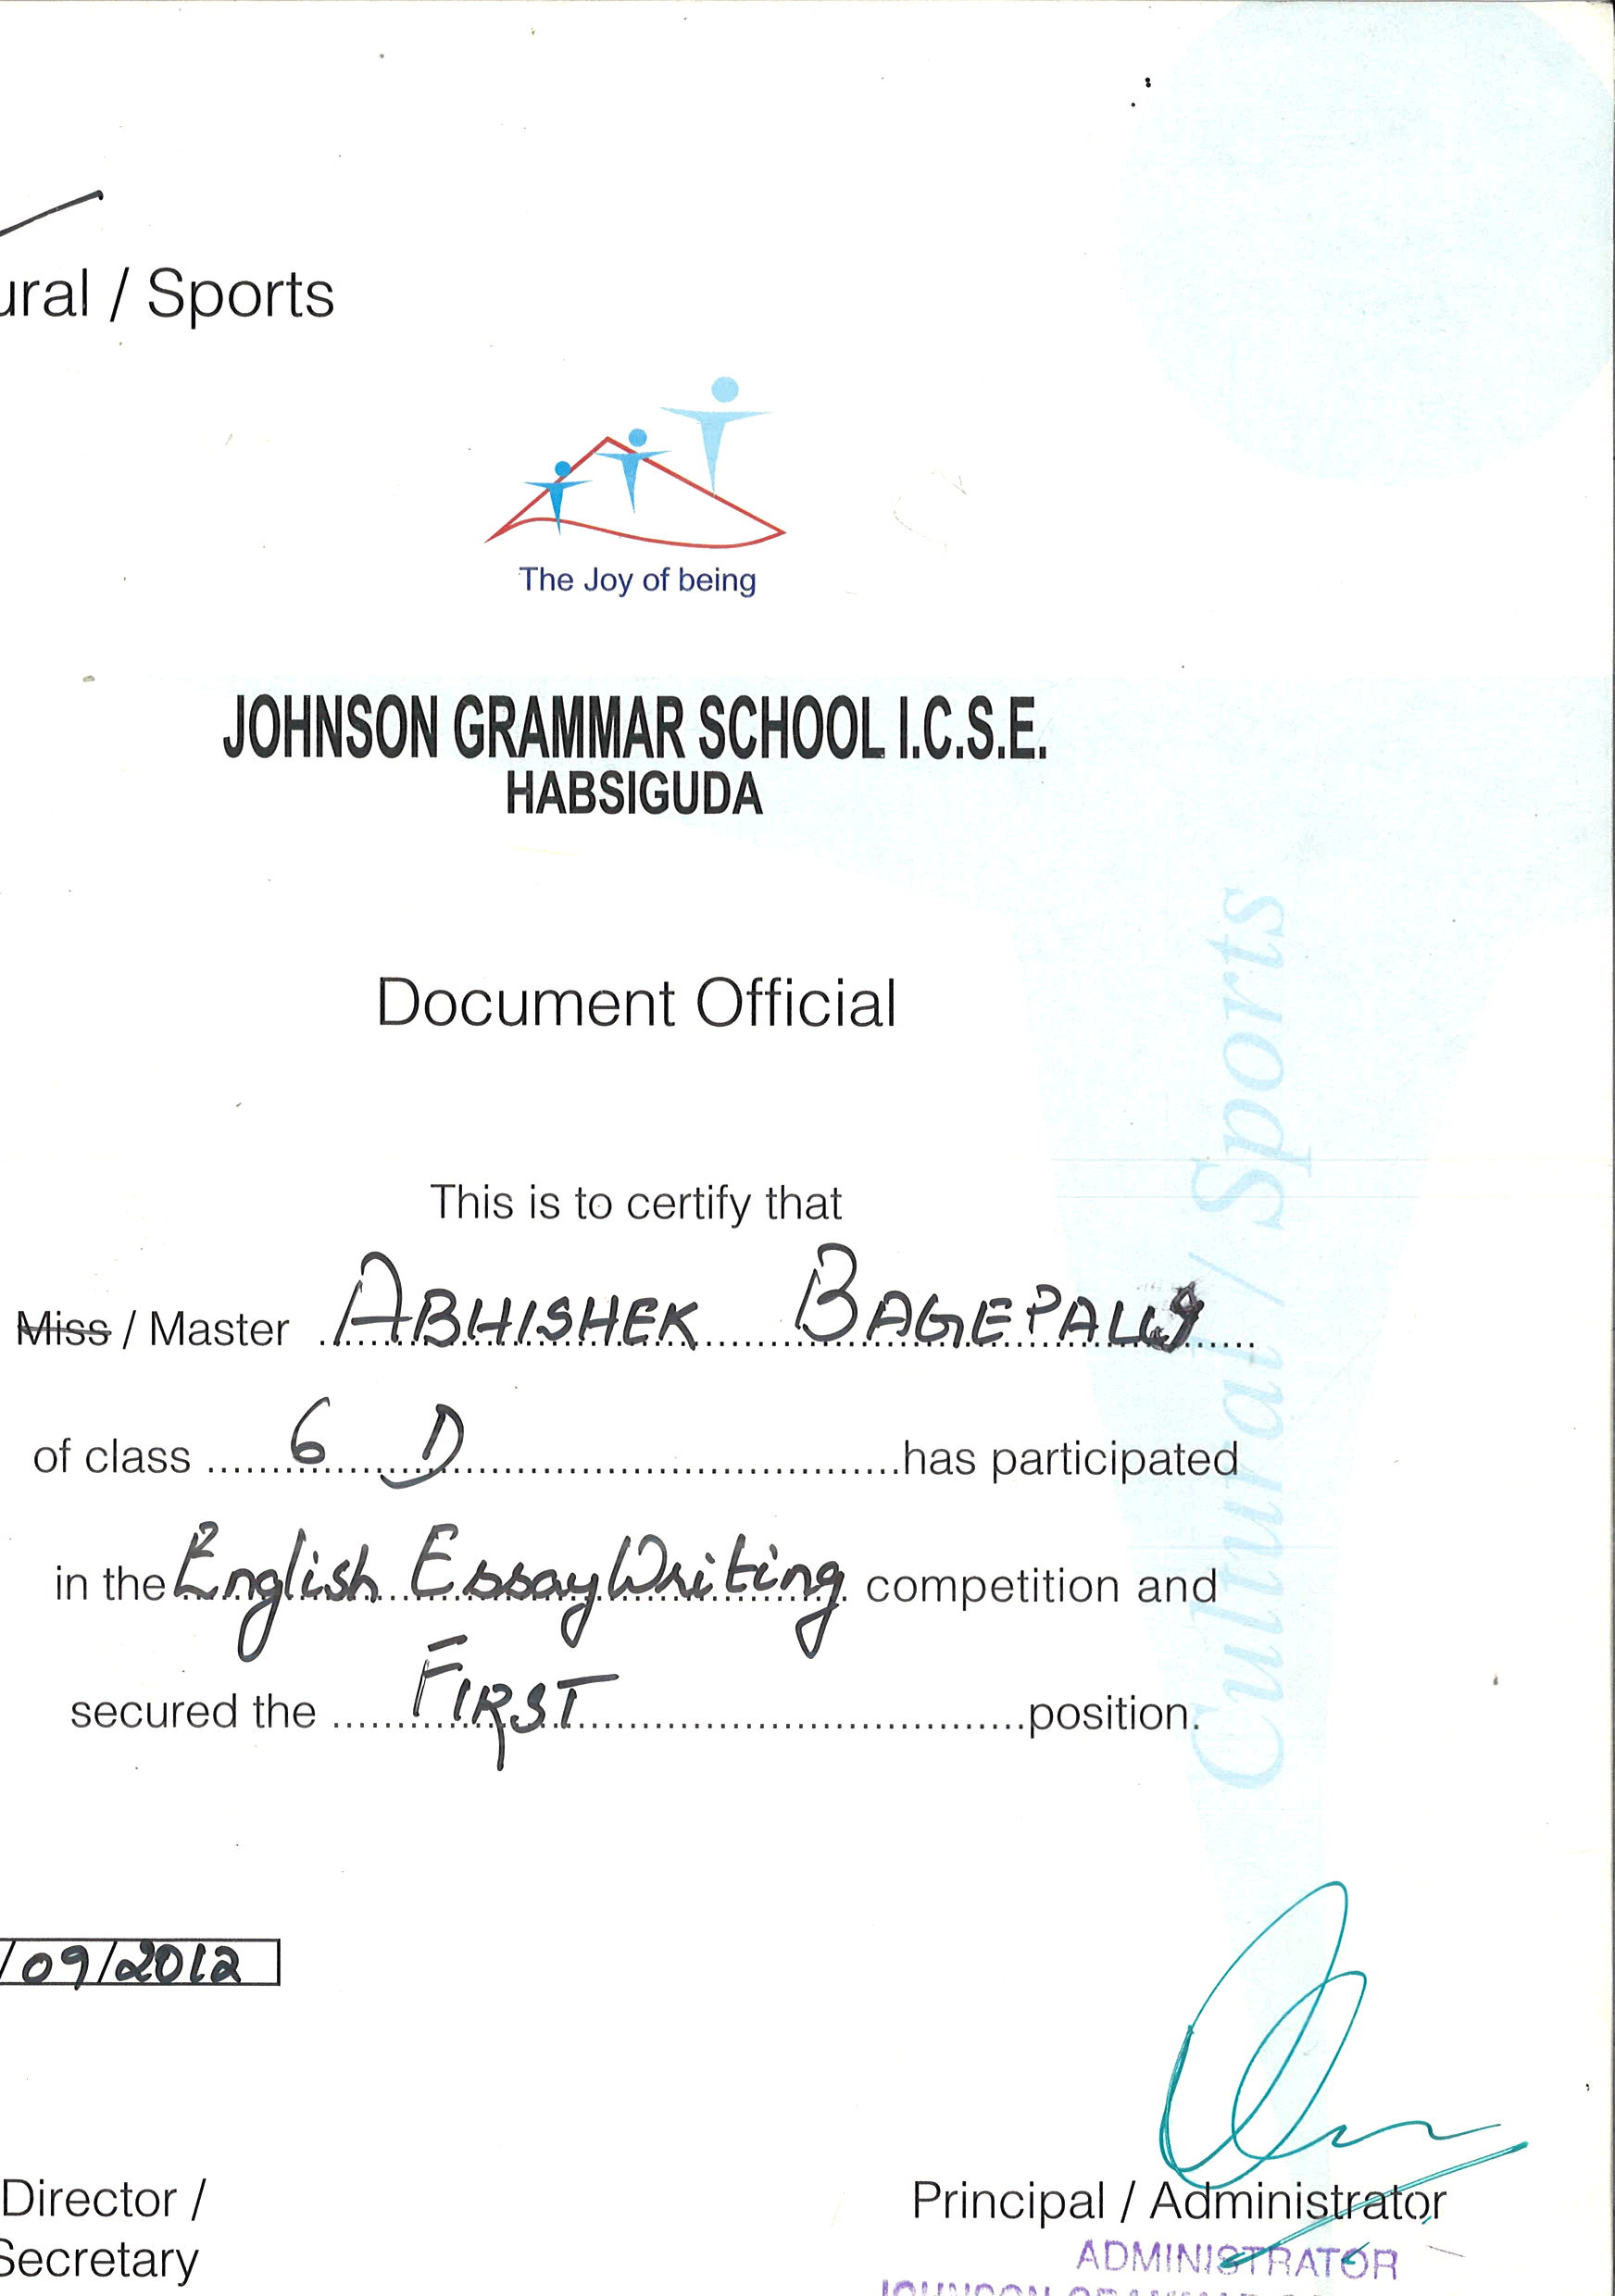 ural / Sports
The Joy of being
JOHNSON GRAMMAR SCHOOL I.C.S.E.
HABSIGUDA
Document Official
This is to certify that
Miss / Master ABHISHEK BAGEPALLY
of class 6 D has participated
in the English Essay Writing competition and
secured the FIRST position.
Cultural / Sports
/09/2012
Director /
Secretary
Principal / Administrator
ADMINISTRATOR